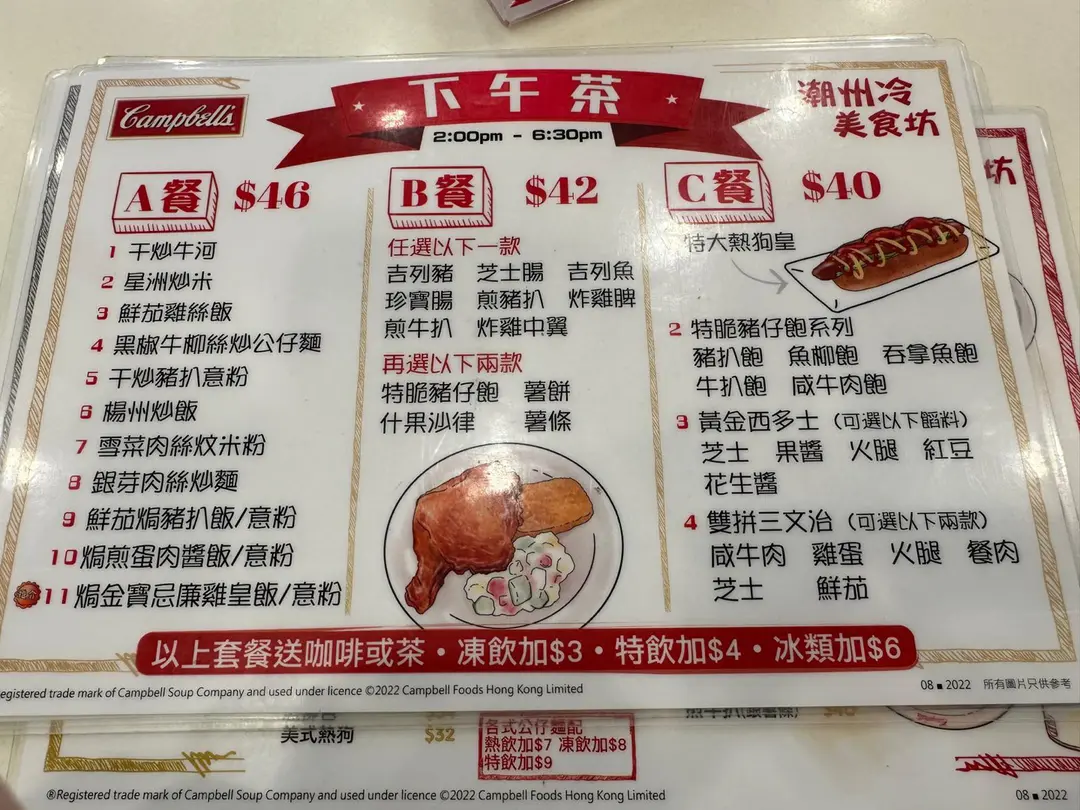 Campbell's
下午茶
2:00pm - 6:30pm
潮州冷
美食坊
坊
A餐 $46
1 干炒牛河
2 星洲炒米
3 鮮茄雞絲飯
4 黑椒牛柳絲炒公仔麵
5 干炒豬扒意粉
6 楊州炒飯
7 雪菜肉絲炆米粉
8 銀芽肉絲炒麵
9 鮮茄焗豬扒飯/意粉
10 焗煎蛋肉醬飯/意粉
11 焗金寶忌廉雞皇飯/意粉
B餐 $42
任選以下一款
吉列豬 芝士腸 吉列魚
珍寶腸 煎豬扒 炸雞髀
煎牛扒 炸雞中翼
再選以下兩款
特脆豬仔飽 薯餅
什果沙律 薯條
C餐 $40
特大熱狗皇
2 特脆豬仔飽系列
豬扒飽 魚柳飽 吞拿魚飽
牛扒飽 咸牛肉飽
3 黃金西多士 (可選以下餡料)
芝士 果醬 火腿 紅豆
花生醬
4 雙拼三文治 (可選以下兩款)
咸牛肉 雞蛋 火腿 餐肉
芝士 鮮茄
以上套餐送咖啡或茶 • 凍飲加$3 • 特飲加$4 • 冰類加$6
egistered trade mark of Campbell Soup Company and used under licence ©2022 Campbell Foods Hong Kong Limited
08 ■ 2022 所有圖片只供參考
美式熱狗 $32
各式公仔麵配
熱飲加$7 凍飲加$8
特飲加$9
®Registered trade mark of Campbell Soup Company and used under licence ©2022 Campbell Foods Hong Kong Limited
08 ■ 2022